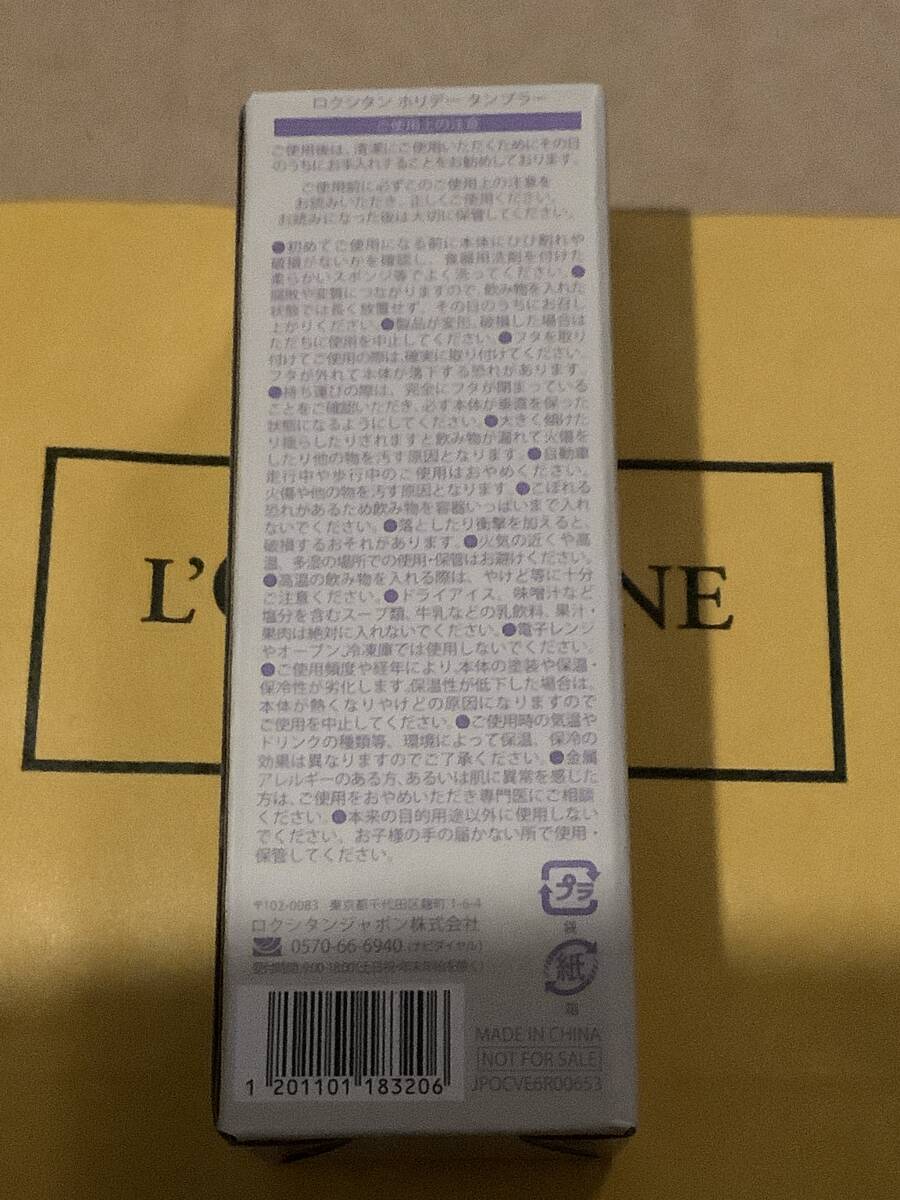 ロクシタン ホリデー タンブラー
ご使用上の注意
ご使用後は、清潔にご使用いただくためにその日
のうちにお手入れすることをお勧めしております。
ご使用前に必ずこのご使用上の注意を
お読みいただき、正しくご使用ください。
お読みになった後は大切に保管してください。
●初めてご使用になる前に本体にひび割れや
破損がないかを確認し、食器用洗剤を付けた
柔らかいスポンジ等でよく洗ってください。●
腐敗や変質につながりますので、飲み物を入れた
状態では長く放置せず、その日のうちにお召し
上がりください。●製品が変形、破損した場合は
ただちに使用を中止してください。●フタを取り
付けてご使用の際は、確実に取り付けてください。
フタが外れて本体が落下する恐れがあります。
●持ち運びの際は、完全にフタが閉まっている
ことをご確認いただき、必ず本体が垂直を保った
状態になるようにしてください。●大きく傾けた
り揺らしたりされますと飲み物が漏れて火傷を
したり他の物を汚す原因となります。●自動車
走行中や歩行中のご使用はおやめください。
火傷や他の物を汚す原因となります。●こぼれる
恐れがあるため飲み物を容器いっぱいまで入れ
ないでください。●落としたり衝撃を加えると、
破損するおそれがあります。●火気の近くや高
温、多湿の場所での使用・保管はお避けください。
●高温の飲み物を入れる際は、やけど等に十分
ご注意ください。●ドライアイス、味噌汁など
塩分を含むスープ類、牛乳などの乳飲料、果汁・
果肉は絶対に入れないでください。●電子レンジ
やオーブン、冷凍庫では使用しないでください。
●ご使用頻度や経年により、本体の塗装や保温・
保冷性が劣化します。保温性が低下した場合は、
本体が熱くなりやけどの原因になりますので
ご使用を中止してください。●ご使用時の気温や
ドリンクの種類等、環境によって保温、保冷の
効果は異なりますのでご了承ください。●金属
アレルギーのある方、あるいは肌に異常を感じた
方は、ご使用をおやめいただき専門医にご相談
ください。●本来の目的用途以外に使用しない
でください。お子様の手の届かない所で使用・
保管してください。
〒102-0083 東京都千代田区麹町 1-6-4
ロクシタンジャポン株式会社
0570-66-6940 (ナビダイヤル)
受付時間:9:00-18:00(土日祝・年末年始を除く)
プラ
袋
紙
箱
MADE IN CHINA
NOT FOR SALE
JPOCVE6R00653
1 201101 183206
L'O
NE